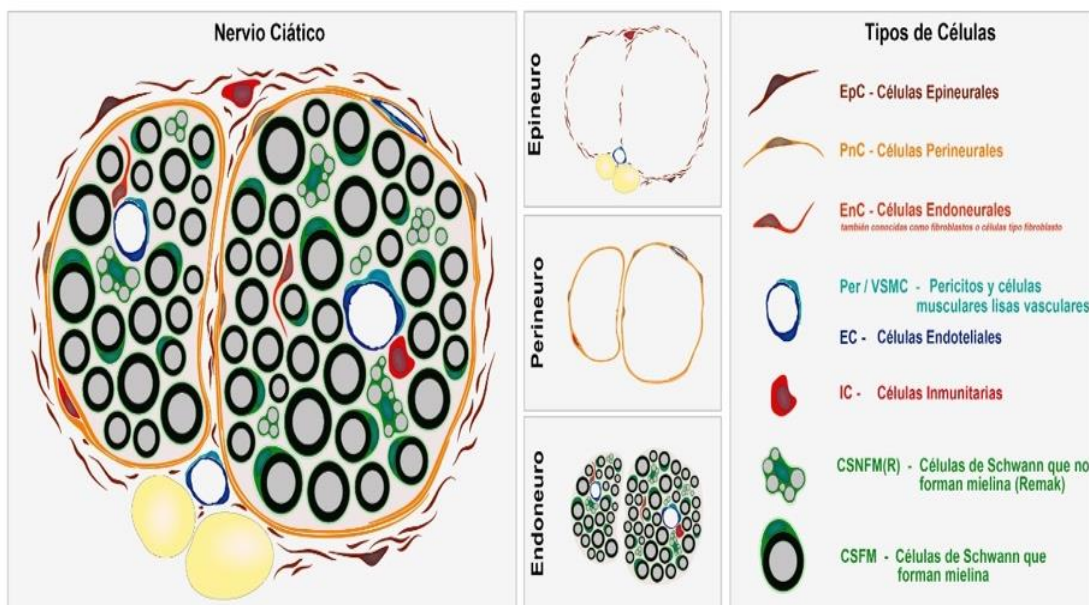 Nervio Ciático
Epineuro
Perineuro
Endoneuro
Tipos de Células
EpC - Células Epineurales
PnC - Células Perineurales
EnC - Células Endoneurales
también conocidas como fibroblastos o células tipo fibroblasto
Per / VSMC - Pericitos y células
musculares lisas vasculares
EC - Células Endoteliales
IC - Células Inmunitarias
CSNFM(R) - Células de Schwann que no
forman mielina (Remak)
CSFM - Células de Schwann que
forman mielina